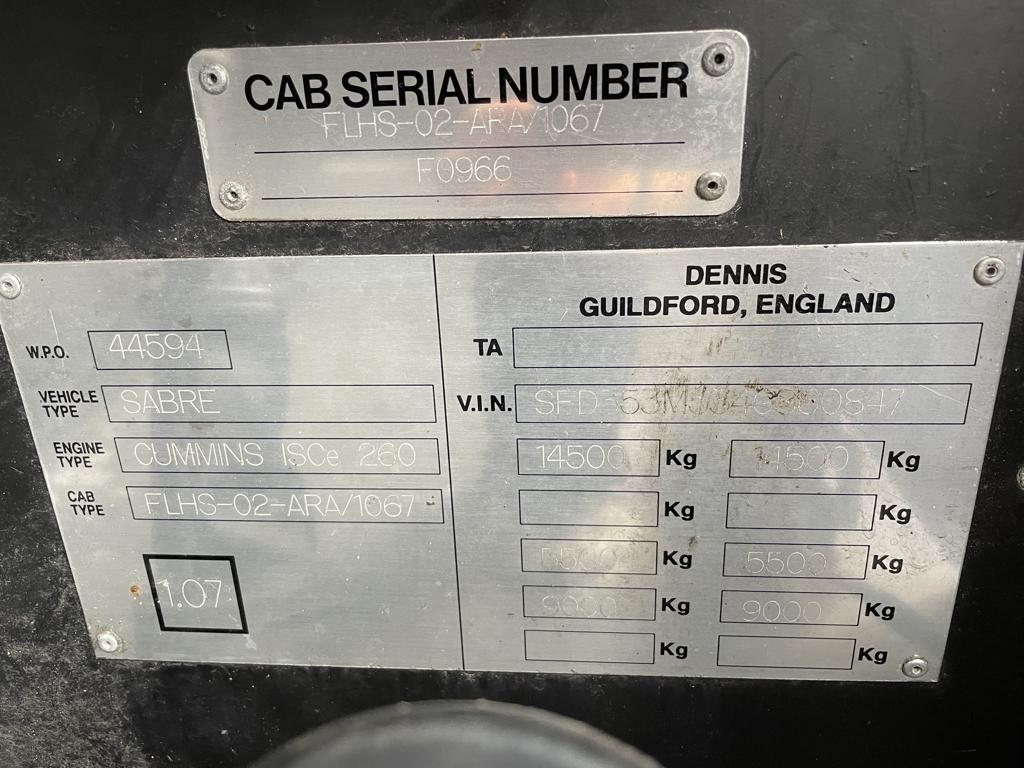 CAB SERIAL NUMBER
FLHS-02-ARA/1067
F0966
W.P.O. 44594
VEHICLE TYPE SABRE
ENGINE TYPE CUMMINS ISCe 260
CAB TYPE FLHS-02-ARA/1067
1.07
DENNIS
GUILDFORD, ENGLAND
TA
V.I.N.
14500 Kg 14500 Kg
Kg Kg
5500 Kg 5500 Kg
9000 Kg 9000 Kg
Kg Kg